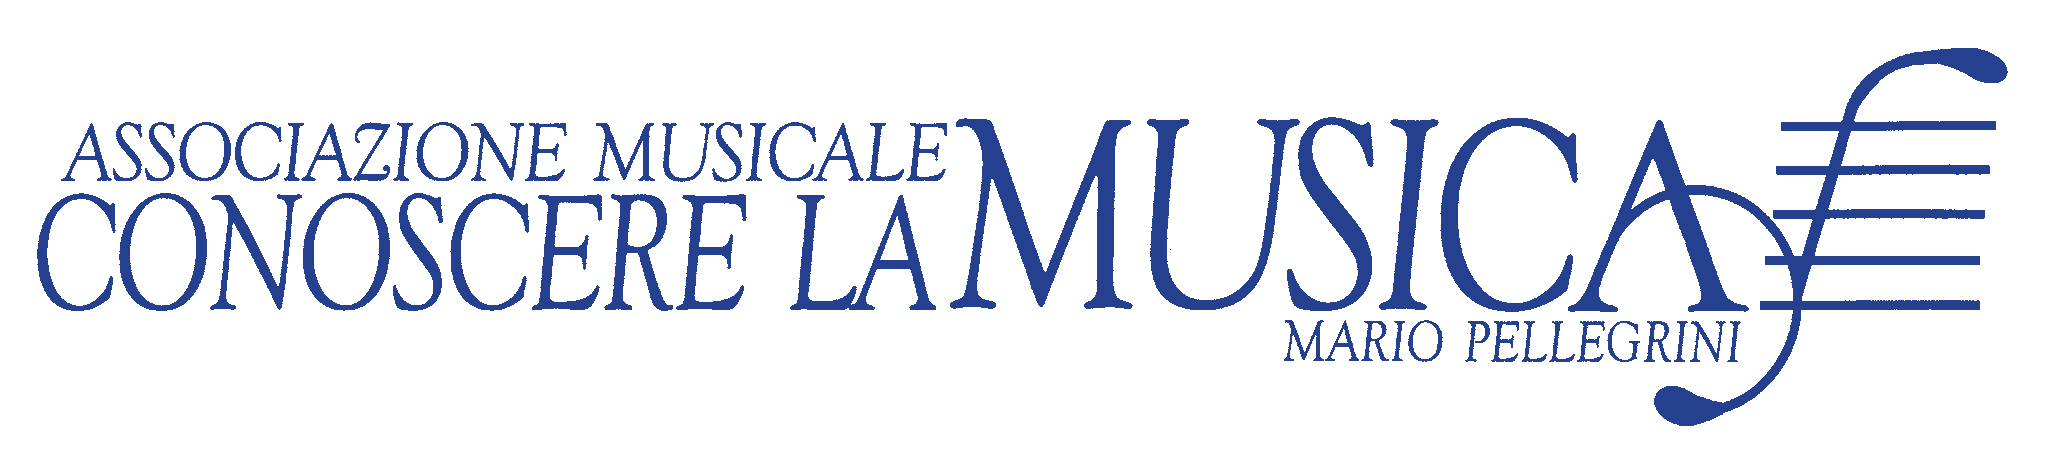 ASSOCIAZIONE MUSICALE
CONOSCERE LA MUSICA
MARIO PELLEGRINI